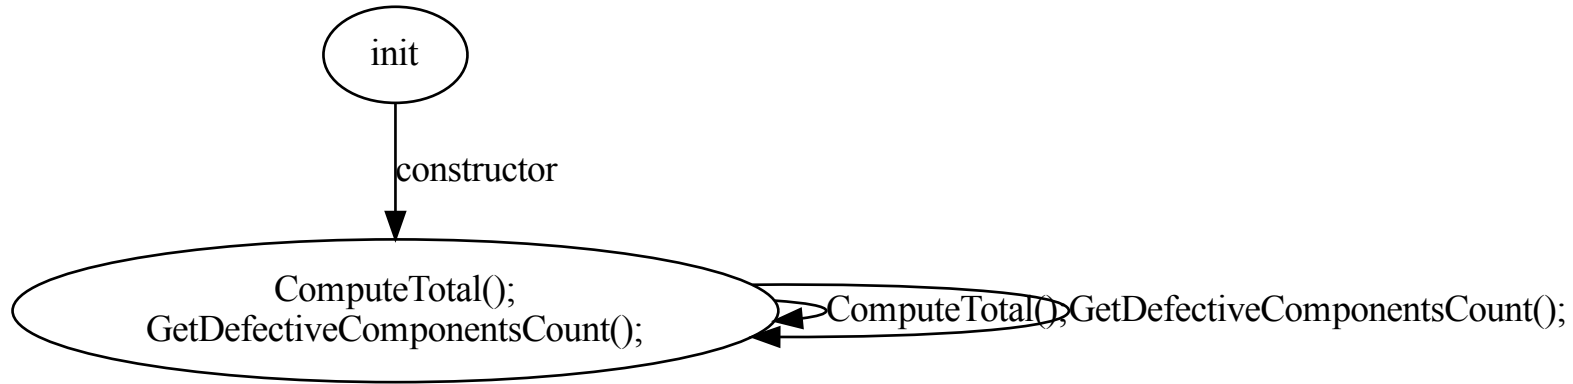 init
constructor
ComputeTotal();
GetDefectiveComponentsCount();
ComputeTotal();
GetDefectiveComponentsCount();